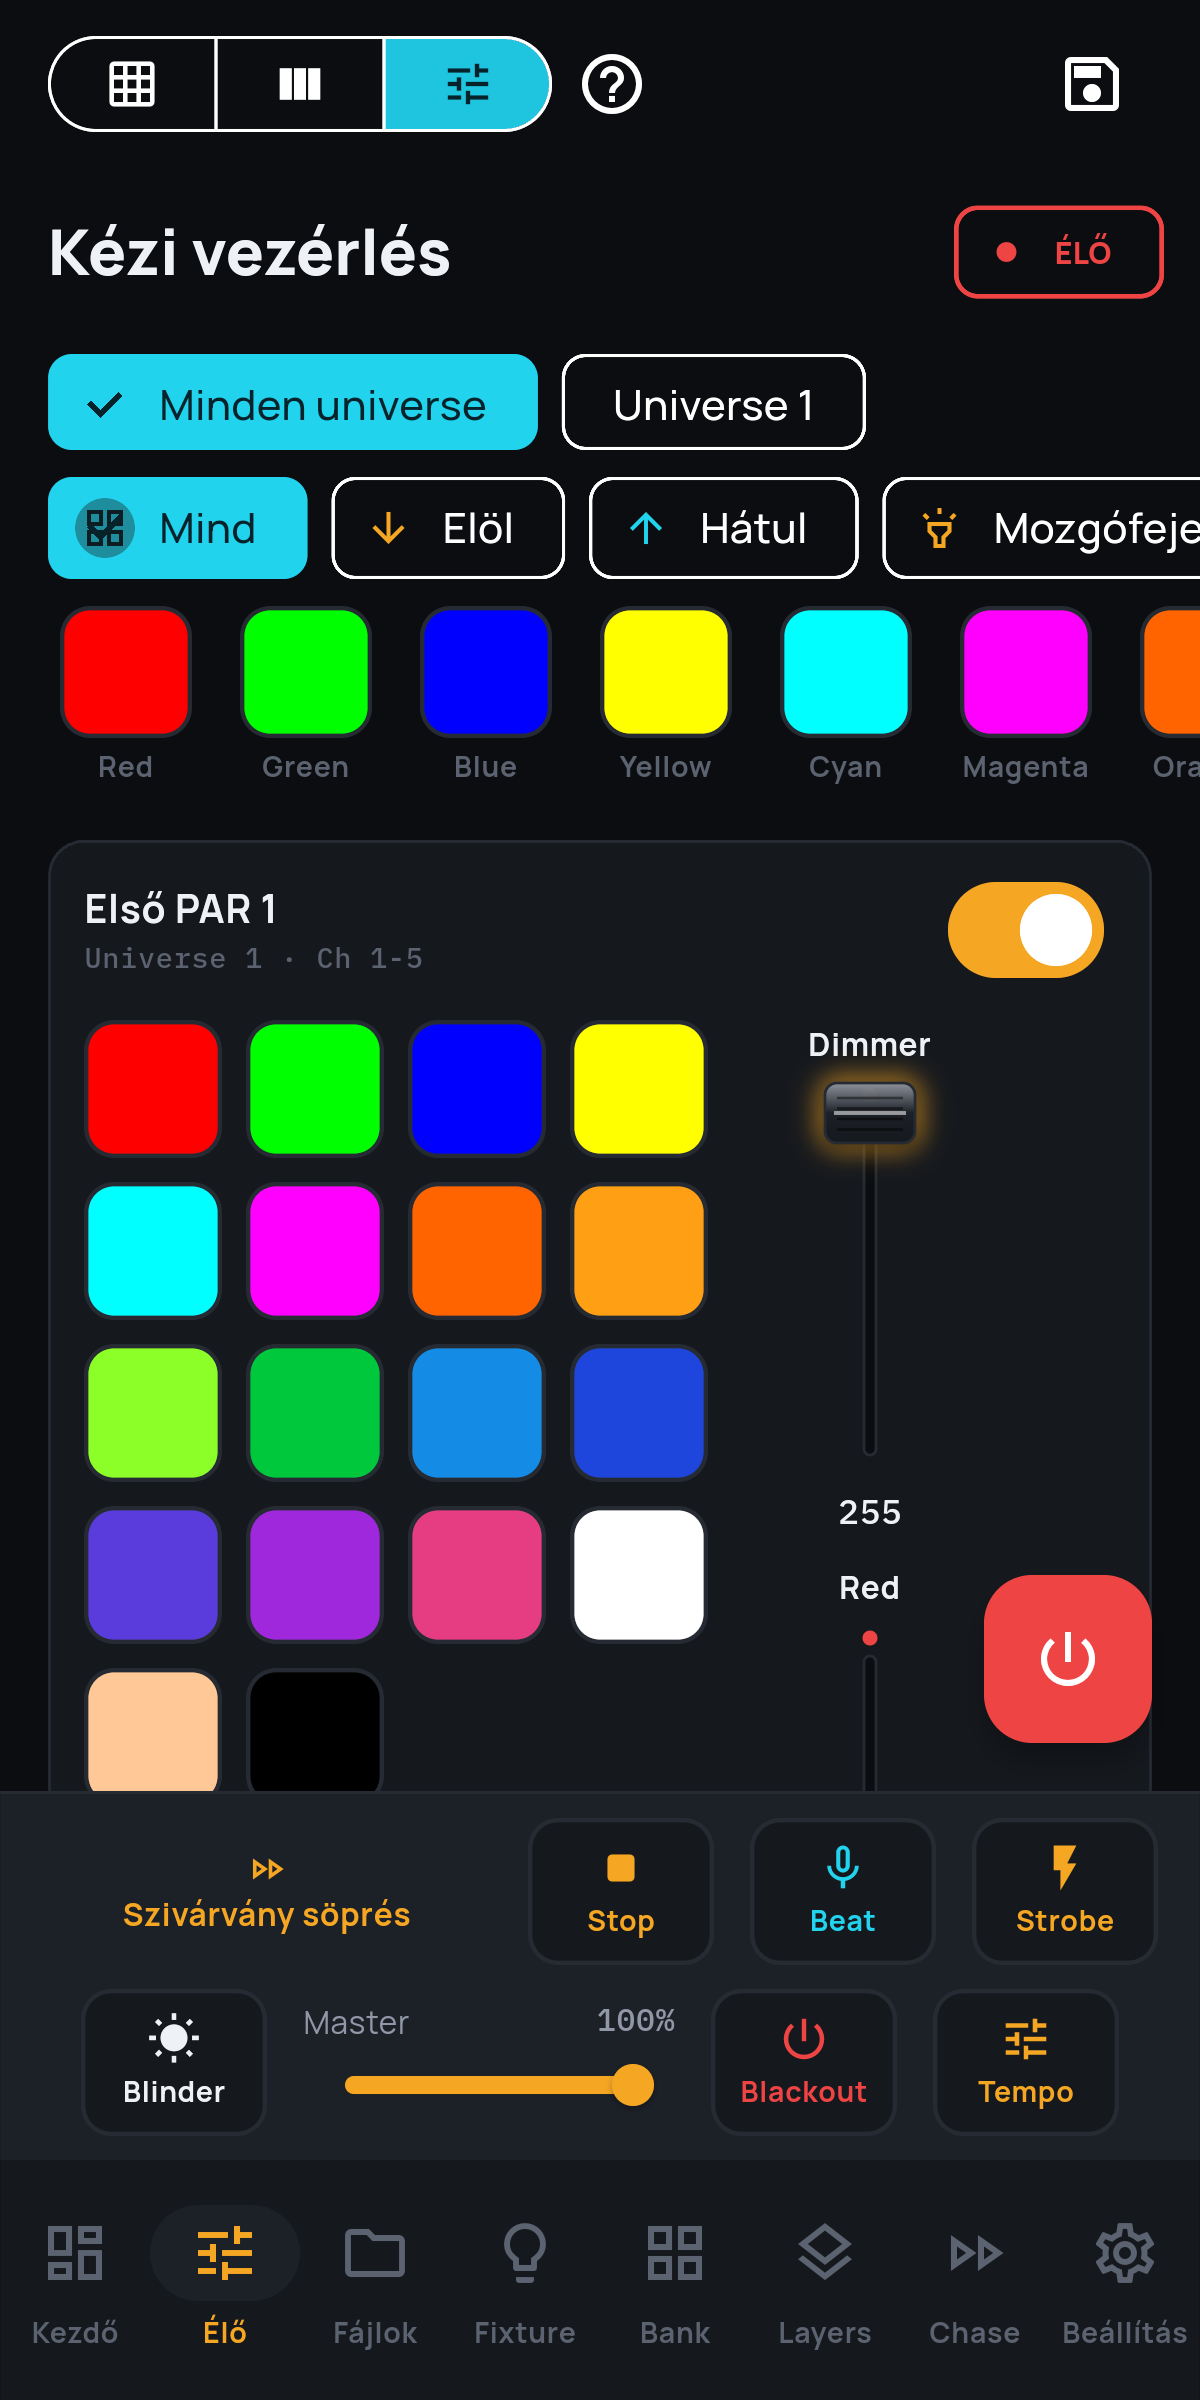 Kézi vezérlés
ÉLŐ
Minden universe
Universe 1
Mind
Elöl
Hátul
Mozgófeje
Red
Green
Blue
Yellow
Cyan
Magenta
Ora
Első PAR 1
Universe 1 · Ch 1-5
Dimmer
255
Red
Szivárvány söprés
Stop
Beat
Strobe
Blinder
Master
100%
Blackout
Tempo
Kezdő
Élő
Fájlok
Fixture
Bank
Layers
Chase
Beállítás